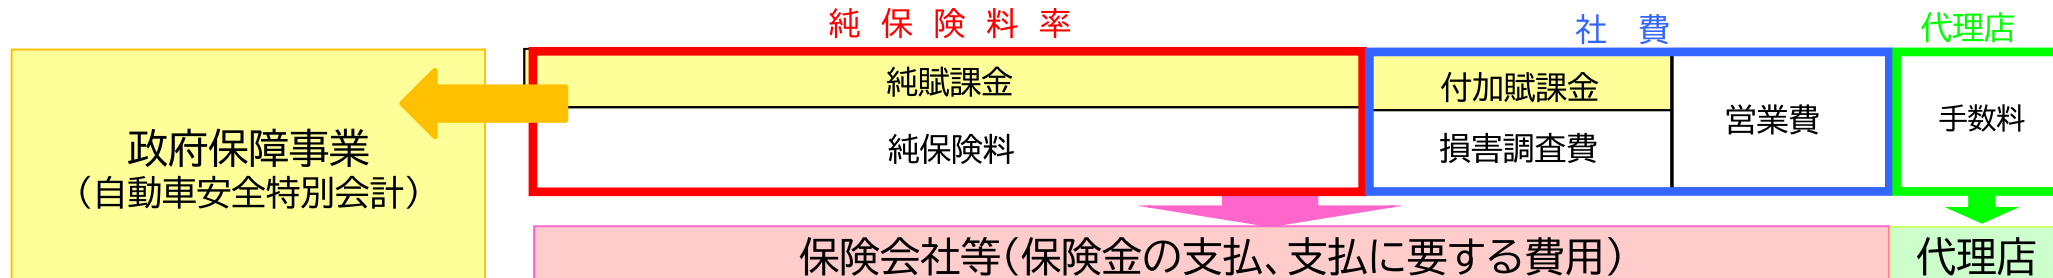 純保険料率
社　費
代理店
純賦課金
付加賦課金
営業費
手数料
純保険料
損害調査費
政府保障事業
（自動車安全特別会計）
保険会社等（保険金の支払、支払に要する費用）
代理店